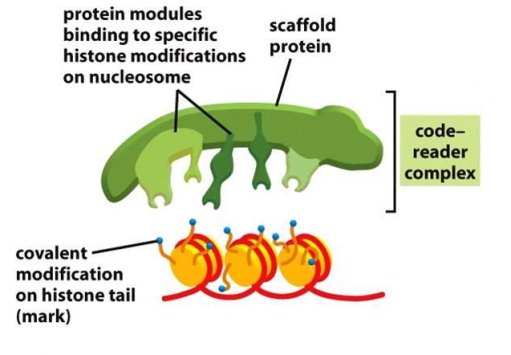 protein modules
binding to specific
histone modifications
on nucleosome
scaffold
protein
code–
reader
complex
covalent
modification
on histone tail
(mark)